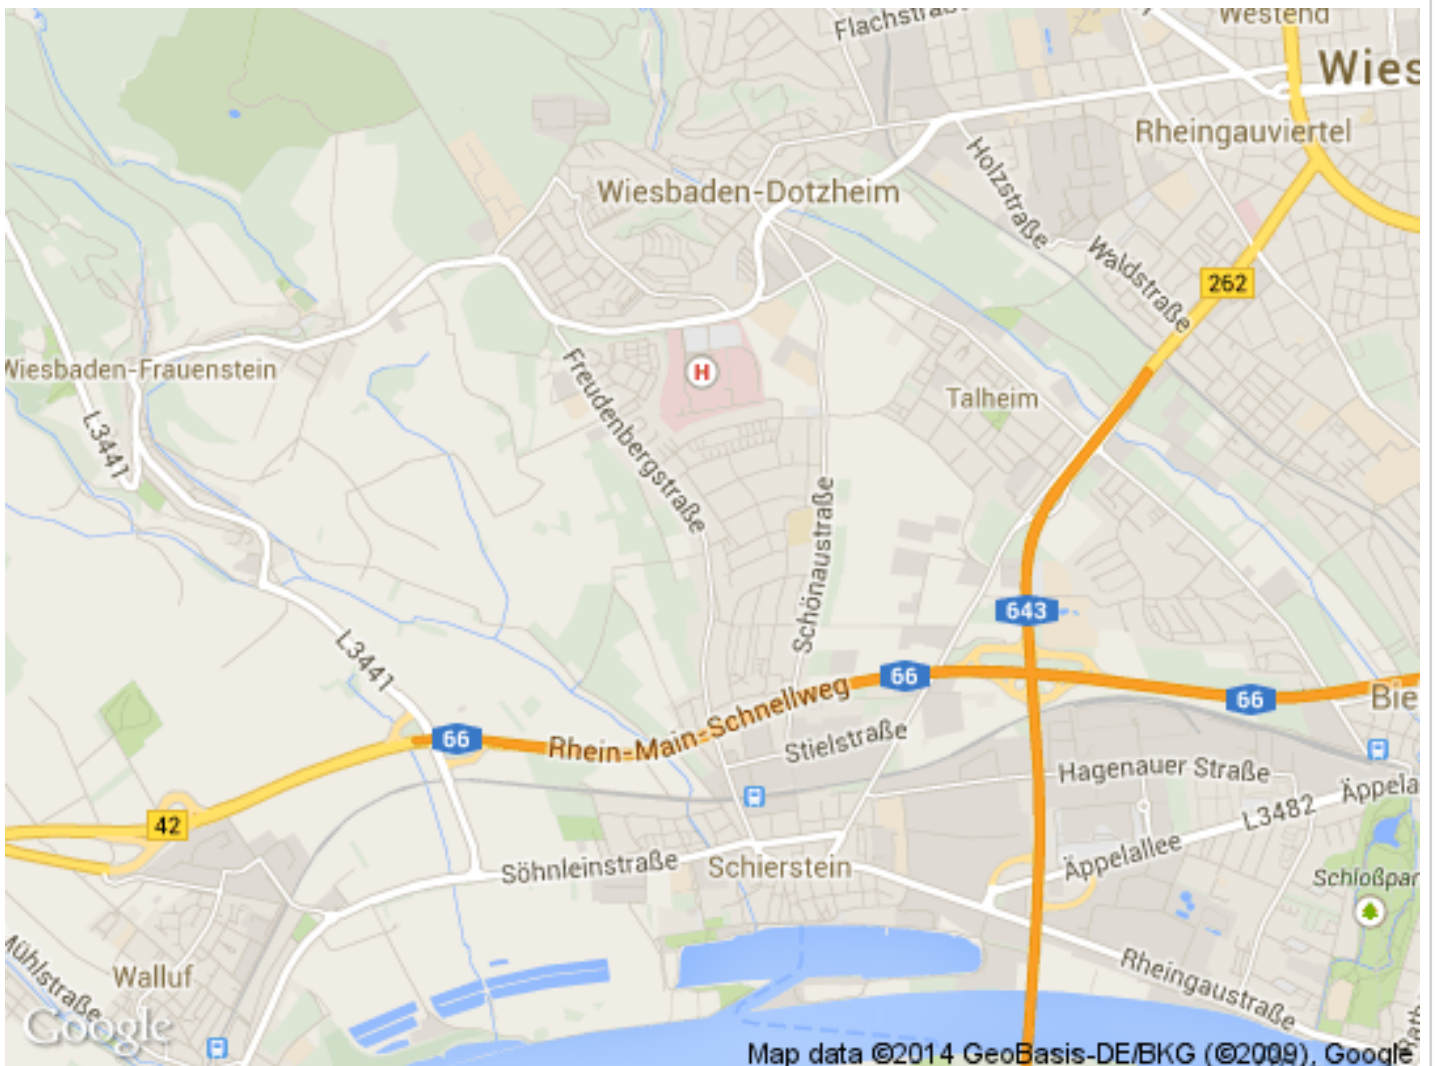 Flachstraße
Westend
Wies
Rheingauviertel
Holzstraße
Wiesbaden-Dotzheim
Waldstraße
262
Wiesbaden-Frauenstein
H
Freudenbergstraße
Talheim
L3441
Schönaustraße
643
L3441
66
66
Bie
66
Rhein-Main-Schnellweg
Stielstraße
Hagenauer Straße
Äppela
L3482
42
Söhnleinstraße
Schierstein
Äppelallee
Schloßpar
Mühlstraße
Walluf
Rheingaustraße
Google
Map data ©2014 GeoBasis-DE/BKG (©2009), Google